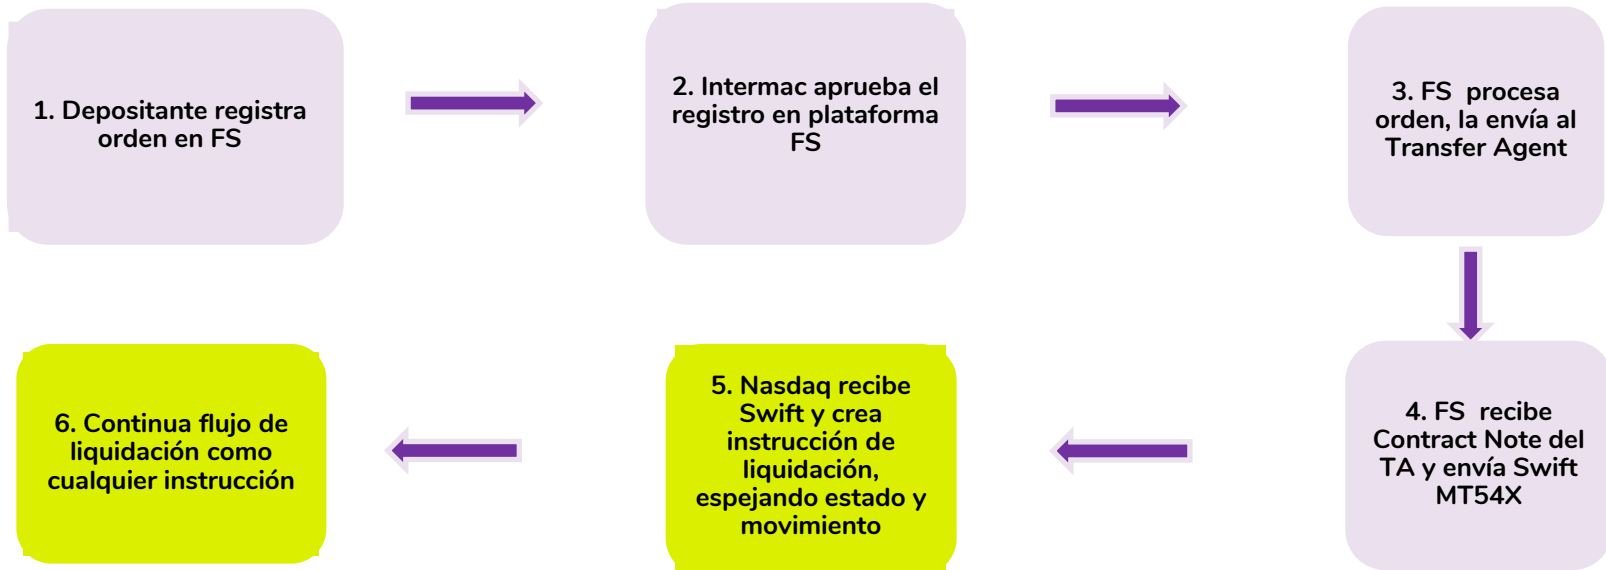 1. Depositante registra
orden en FS
2. Intermac aprueba el
registro en plataforma
FS
3. FS procesa
orden, la envía al
Transfer Agent
4. FS recibe
Contract Note del
TA y envía Swift
MT54X
5. Nasdaq recibe
Swift y crea
instrucción de
liquidación,
espejando estado y
movimiento
6. Continua flujo de
liquidación como
cualquier instrucción